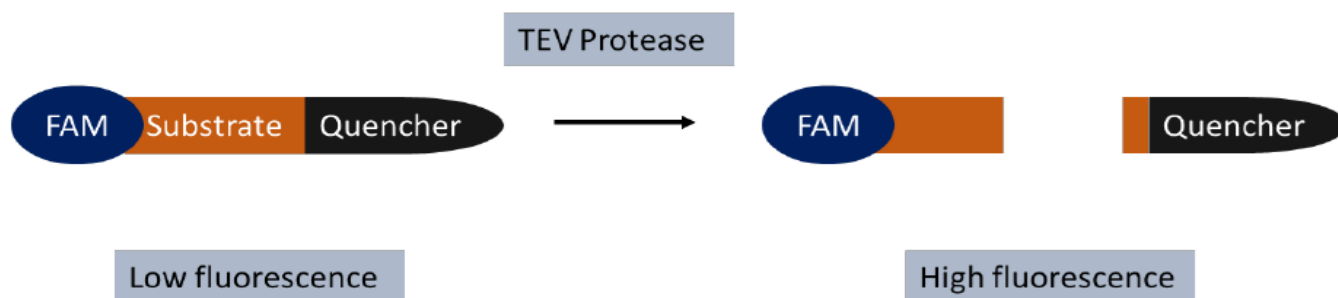 TEV Protease
FAM Substrate Quencher
FAM Quencher
Low fluorescence
High fluorescence